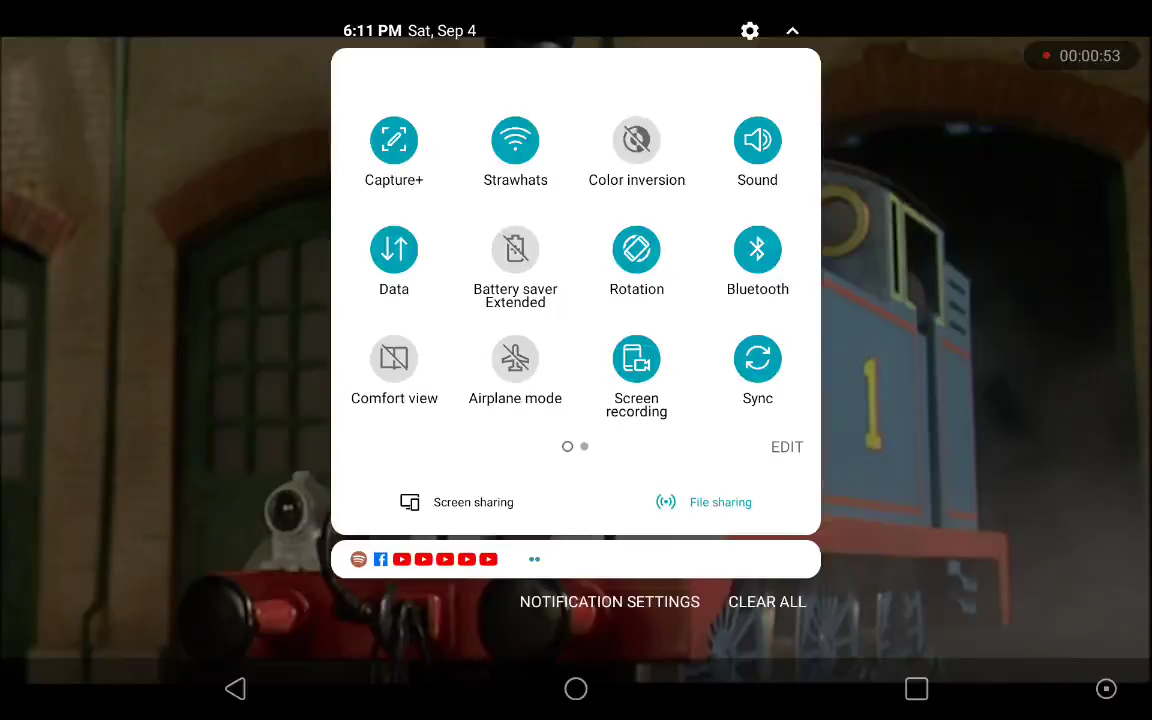 6:11 PM Sat, Sep 4
00:00:53
Capture+ Strawhats Color inversion Sound
Data Battery saver Rotation Bluetooth
Extended
Comfort view Airplane mode Screen Sync
recording
EDIT
Screen sharing File sharing
NOTIFICATION SETTINGS CLEAR ALL
1